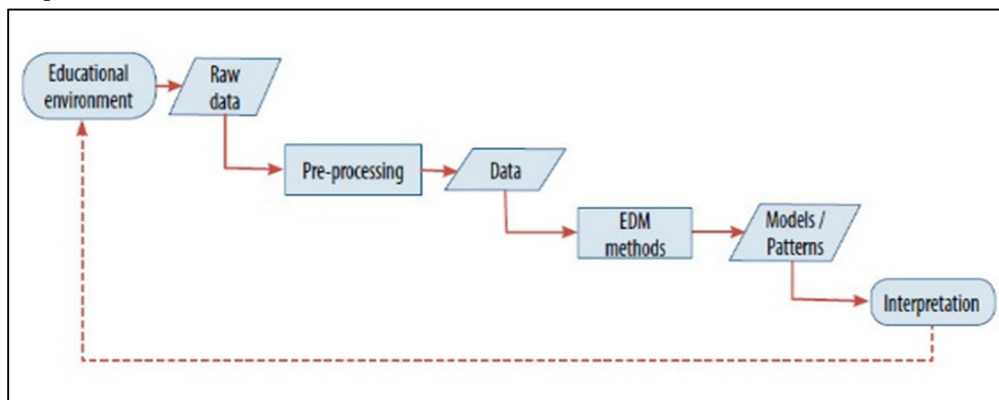 Educational
environment
Raw
data
Pre-processing
Data
EDM
methods
Models /
Patterns
Interpretation